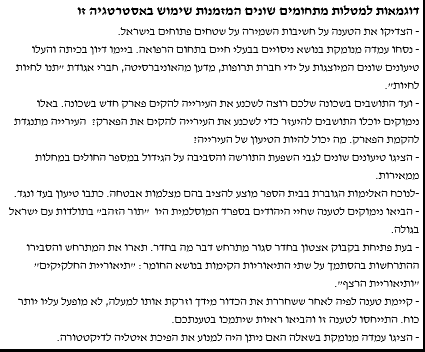 דוגמאות למטלות מתחומים שונים המזמנות שימוש באסטרטגיה זו
- הצדיקו את הטענה על חשיבות השמירה על שטחים פתוחים בישראל.
- נסחו עמדה מנומקת בנושא ניסויים בבעלי חיים בתחום הרפואה. ביימו דיון בכיתה והעלו
טיעונים שונים המיוצגות על ידי חברת תרופות, מדען מהאוניברסיטה, חברי אגודת "תנו לחיות
לחיות".
- ועד התושבים בשכונה שלכם רוצה לשכנע את העירייה להקים פארק חדש בשכונה. באלו
נימוקים יוכלו התושבים להיעזר כדי לשכנע את העירייה להקים את הפארק? העירייה מתנגדת
להקמת הפארק. מה יכול להיות הטיעון של העירייה?
- הציגו טיעונים שונים לגבי השפעת התורשה והסביבה על הגידול במספר החולים במחלות
ממאירות.
-לנוכח האלימות הגוברת בבית הספר מוצע להציב בהם מצלמות אבטחה. כתבו טיעון בעד ונגד.
- הביאו נימוקים לטענה שחיי היהודים בספרד המוסלמית היו "תור הזהב" בתולדות עם ישראל
בגולה.
- בעת פתיחת בקבוק אצטון בחדר סגור מתרחש דבר מה בחדר. תארו את המתרחש והסבירו
ההתרחשות בהסתמך על שתי התיאוריות הקימות בנושא החומר: "תיאוריית החלקיקים"
"ותיאוריית הרצף".
- קיימת טענה לפיה לאחר ששחררת את הכדור מידך וזרקת אותו למעלה, לא מופעל עליו יותר
כוח. התייחסו לטענה זו והביאו ראיות שיתמכו בטענתכם.
- הציגו עמדה מנומקת בשאלה האם ניתן היה למנוע את הפיכת איטליה לדיקטטורה.